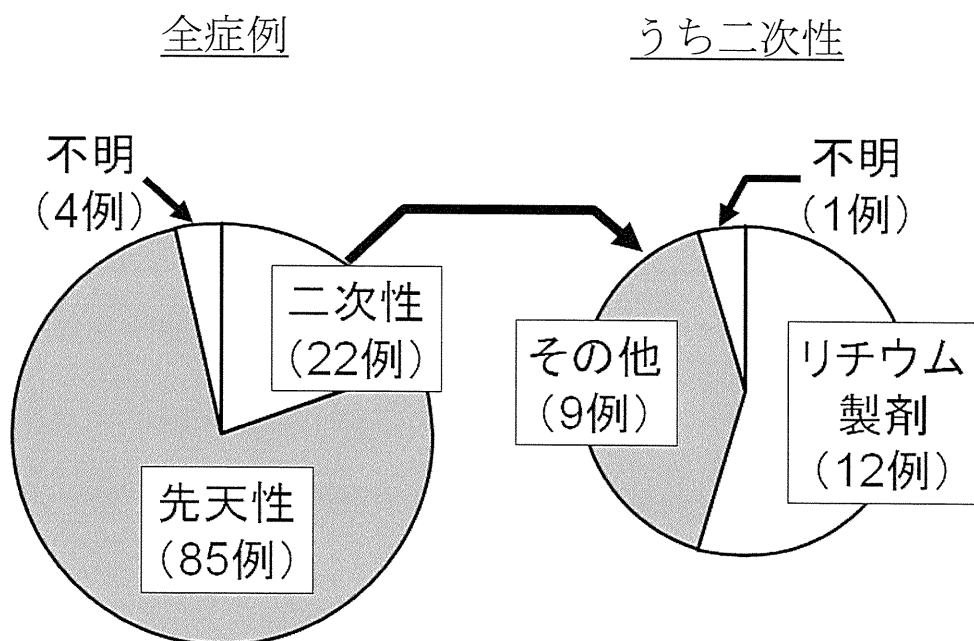 全症例
うち二次性
不明
(4例)
二次性
(22例)
先天性
(85例)
不明
(1例)
その他
(9例)
リチウム
製剤
(12例)